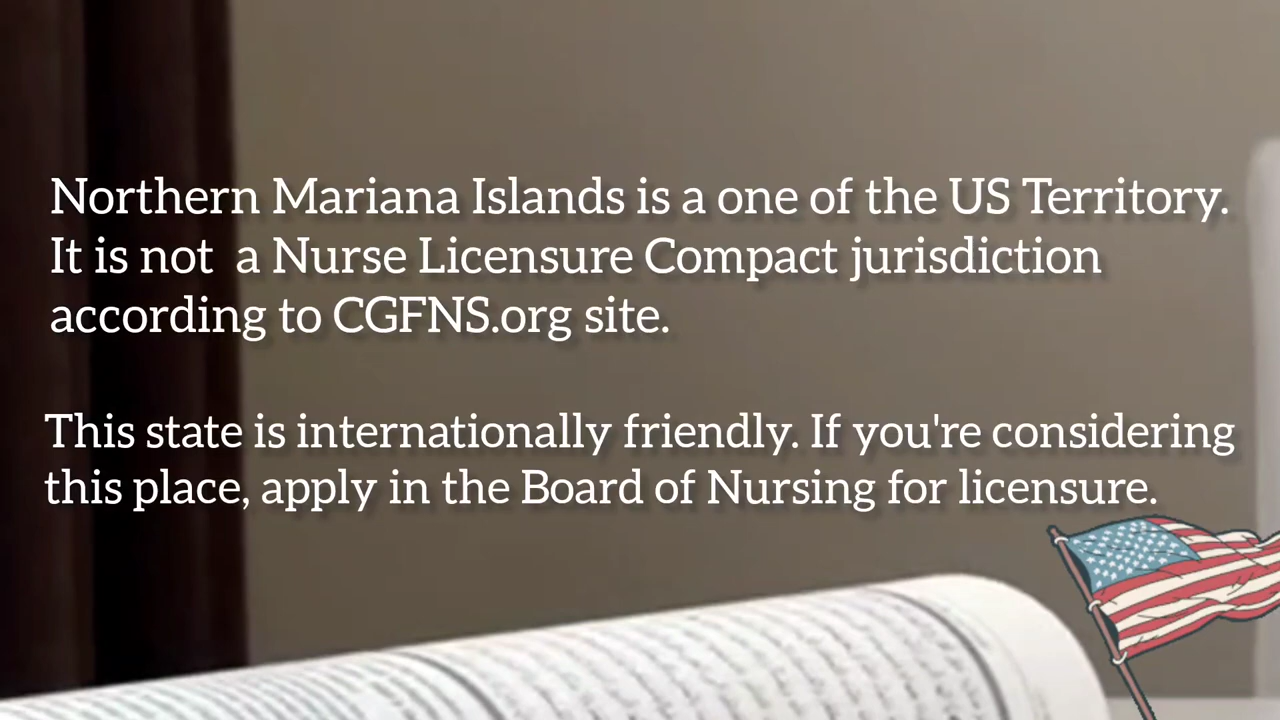 Northern Mariana Islands is a one of the US Territory.
It is not  a Nurse Licensure Compact jurisdiction
according to CGFNS.org site.
This state is internationally friendly. If you're considering
this place, apply in the Board of Nursing for licensure.